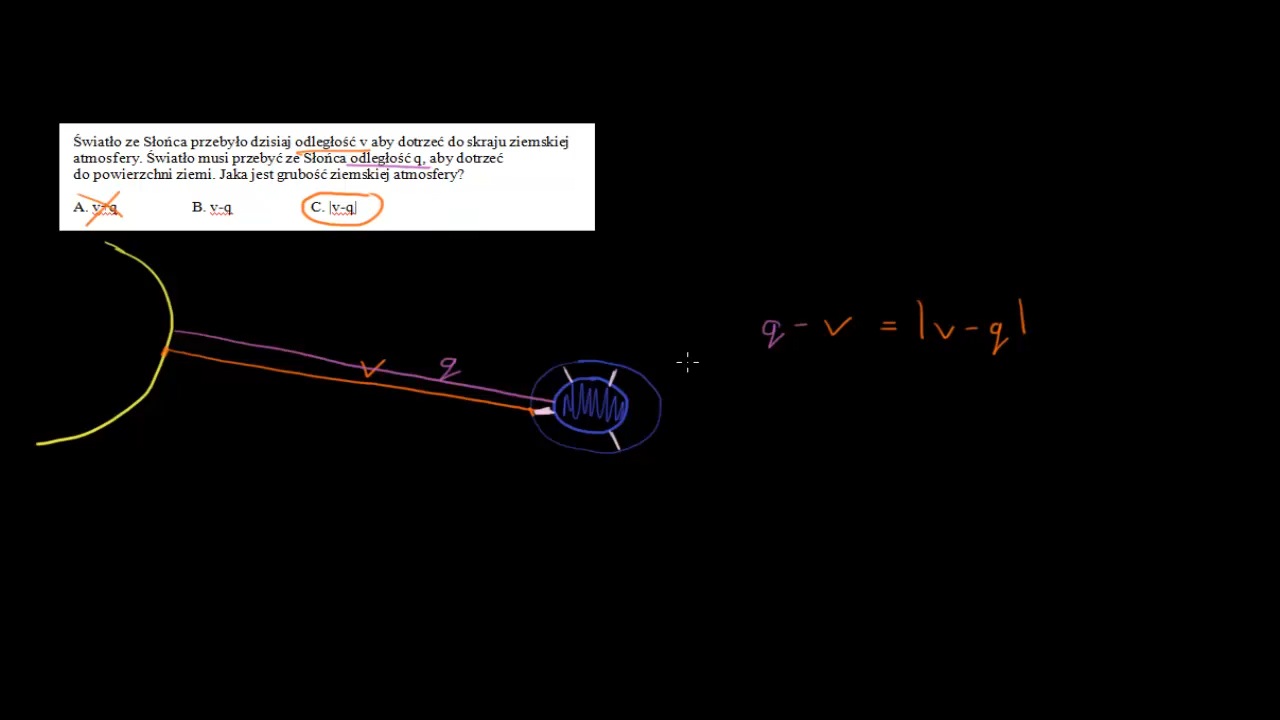 Światło ze Słońca przebyło dzisiaj odległość v aby dotrzeć do skraju ziemskiej
atmosfery. Światło musi przebyć ze Słońca odległość q, aby dotrzeć
do powierzchni ziemi. Jaka jest grubość ziemskiej atmosfery?
A. v+q B. v-q C. |v-q|
q - v = |v - q|
v q